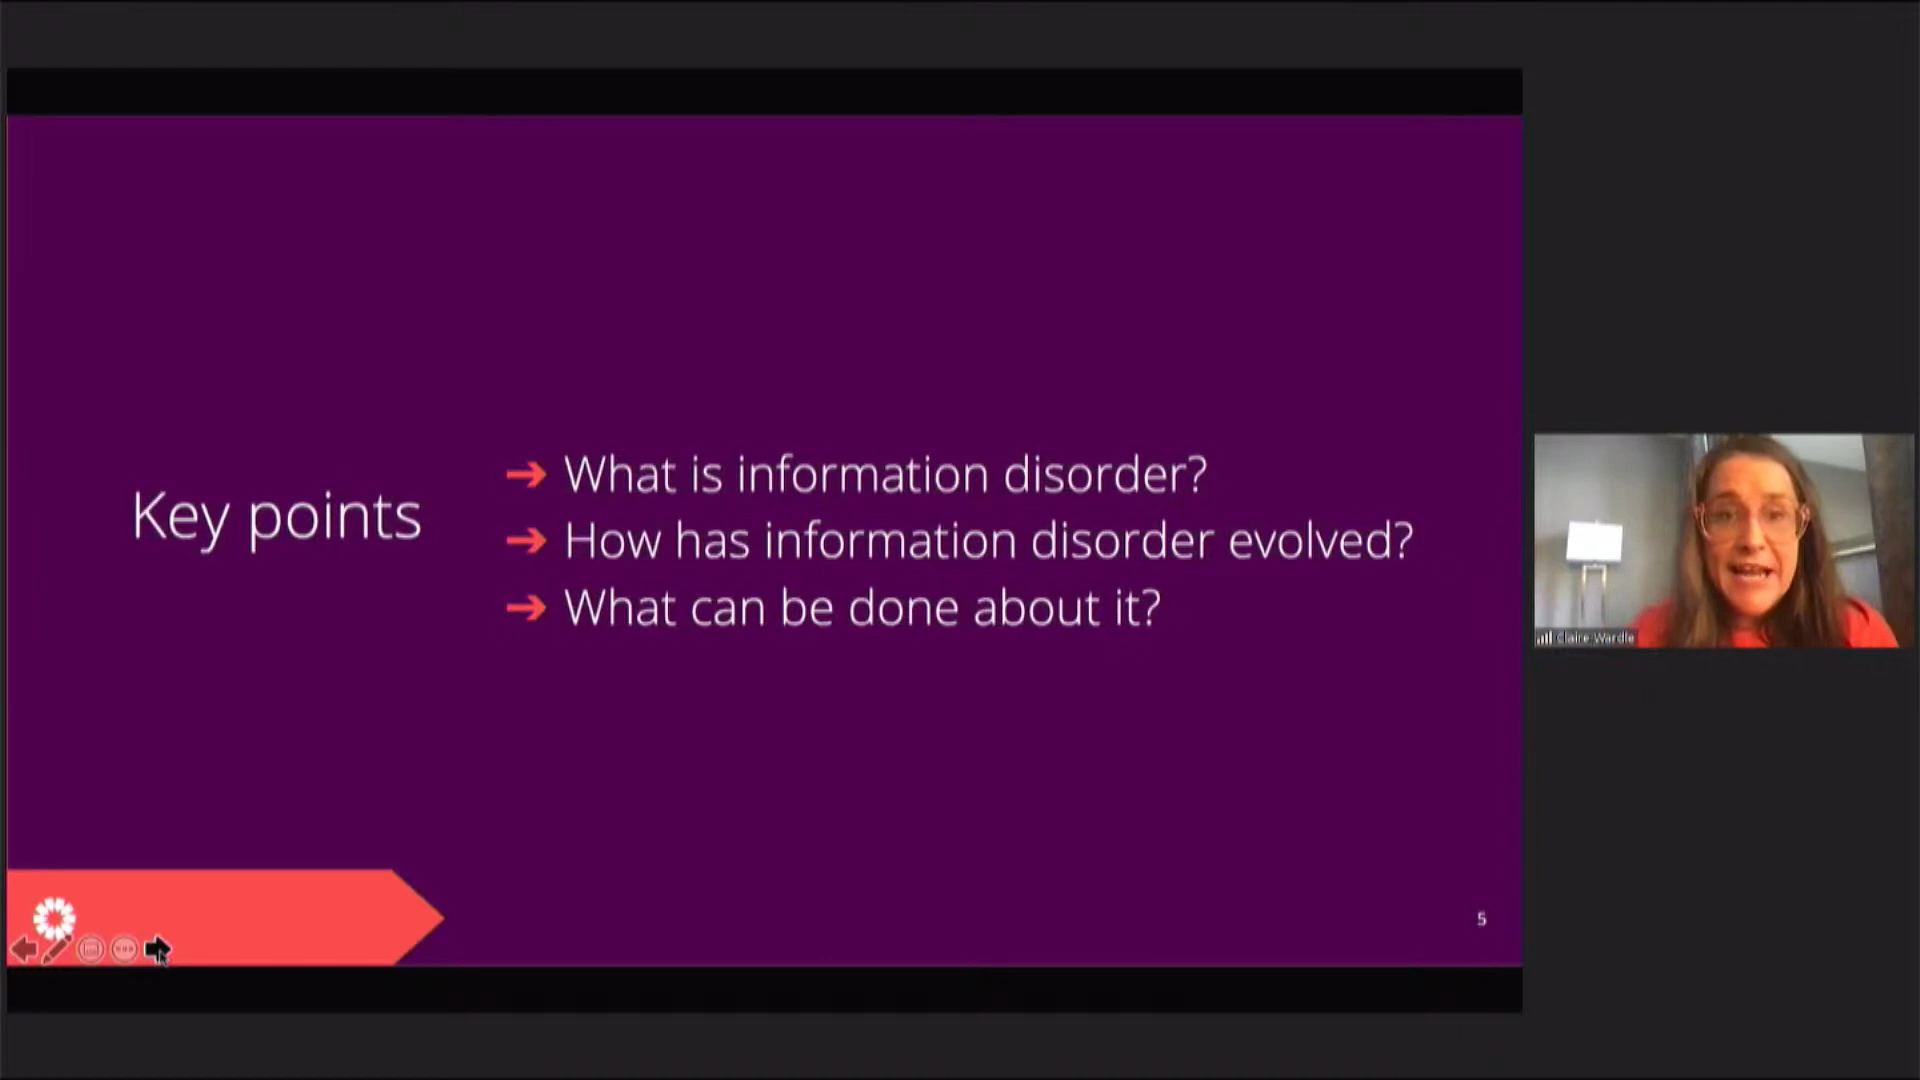 Key points
What is information disorder?
How has information disorder evolved?
What can be done about it?
Claire Wardle
5